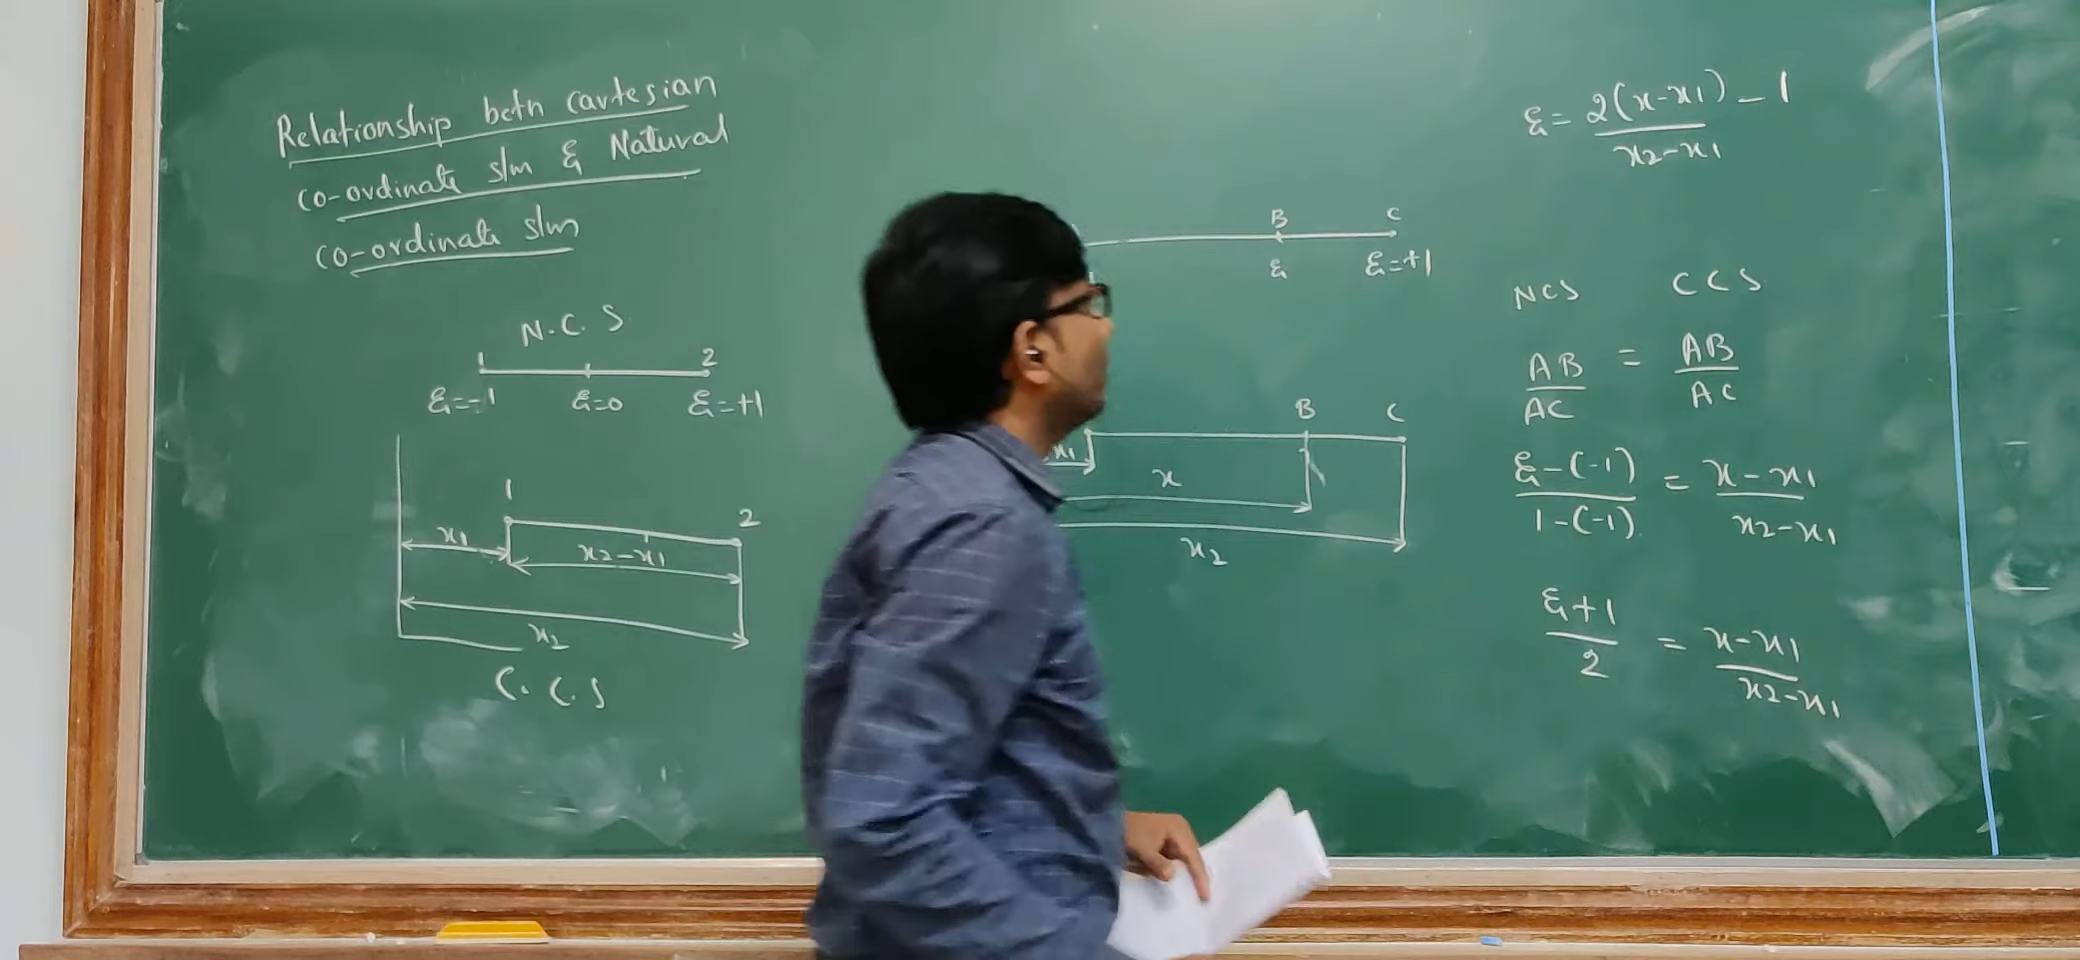 Relationship betn cartesian
co-ordinate s/m & Natural
co-ordinate s/m
N.C.S
1 2
ξ=-1 ξ=0 ξ=+1
1 2
x1
x2-x1
x2
C.C.S
B C
ξ ξ=+1
B C
x1
x
x2
ξ = 2(x-x1) - 1
x2-x1
NCS CCS
AB = AB
AC AC
ξ-(-1) = x-x1
1-(-1) x2-x1
ξ+1 = x-x1
2 x2-x1